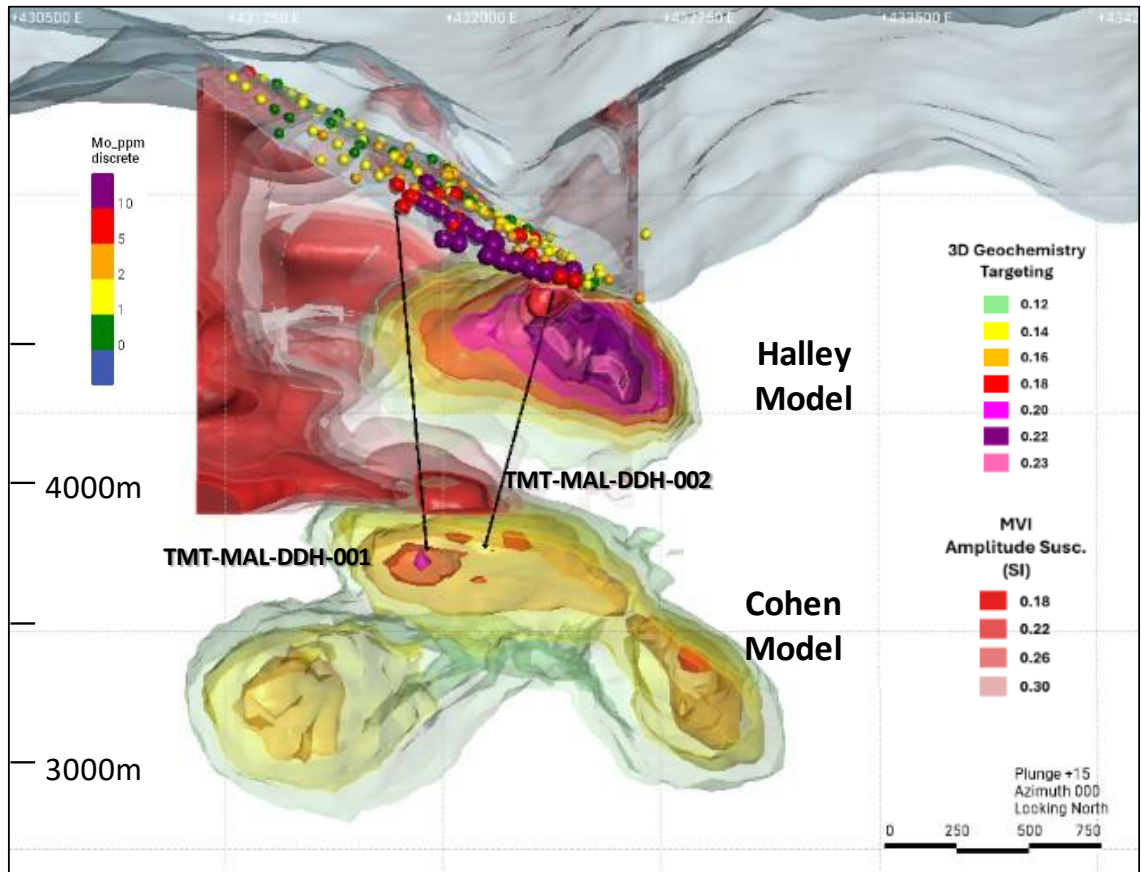 +430500 E
+431250 E
+432000 E
+432750 E
+433500 E
Mo_ppm
discrete
10
5
2
1
0
3D Geochemistry
Targeting
0.12
0.14
0.16
0.18
0.20
0.22
0.23
Halley
Model
4000m
TMT-MAL-DDH-002
TMT-MAL-DDH-001
MVI
Amplitude Susc.
(SI)
0.18
0.22
0.26
0.30
Cohen
Model
3000m
Plunge +15
Azimuth 000
Looking North
0 250 500 750